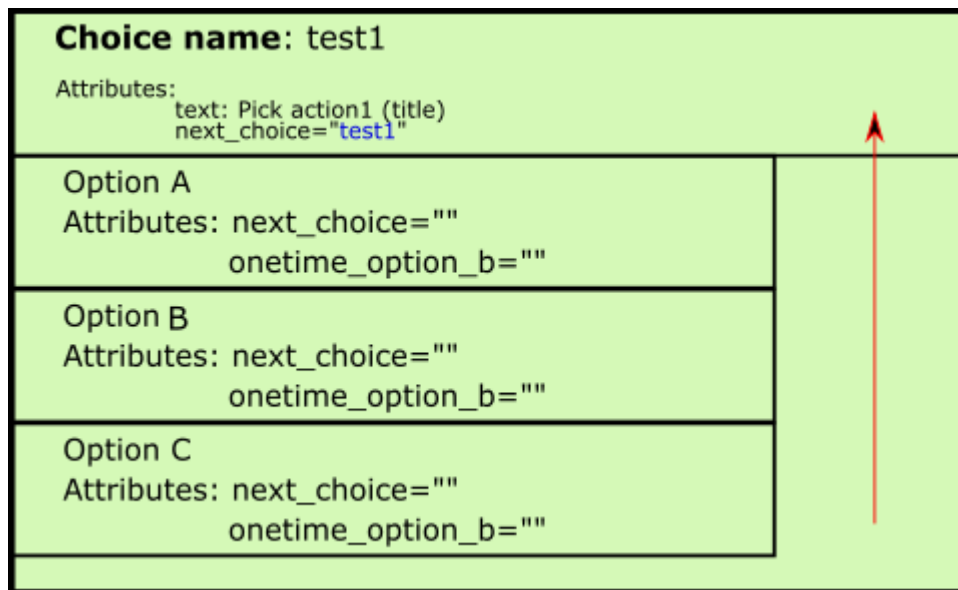 Choice name: test1
Attributes:
text: Pick action1 (title)
next_choice="test1"
Option A
Attributes: next_choice=""
onetime_option_b=""
Option B
Attributes: next_choice=""
onetime_option_b=""
Option C
Attributes: next_choice=""
onetime_option_b=""